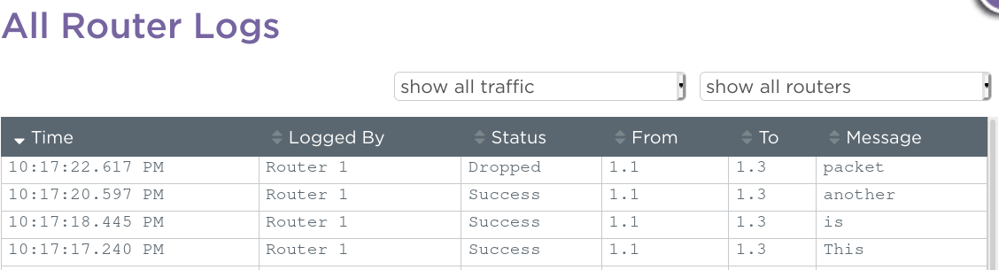 All Router Logs
show all traffic show all routers
Time Logged By Status From To Message
10:17:22.617 PM Router 1 Dropped 1.1 1.3 packet
10:17:20.597 PM Router 1 Success 1.1 1.3 another
10:17:18.445 PM Router 1 Success 1.1 1.3 is
10:17:17.240 PM Router 1 Success 1.1 1.3 This